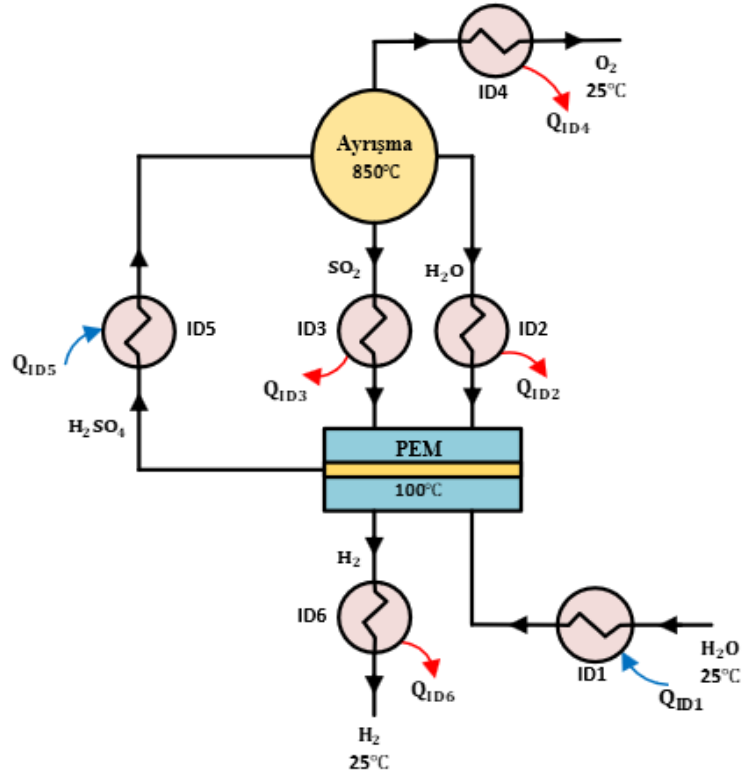 O₂
25°C
ID4
Q_ID4
Ayrışma
850°C
SO₂
H₂O
ID5
Q_ID5
ID3
Q_ID3
ID2
Q_ID2
H₂SO₄
PEM
100°C
H₂
ID6
Q_ID6
H₂
25°C
ID1
Q_ID1
H₂O
25°C